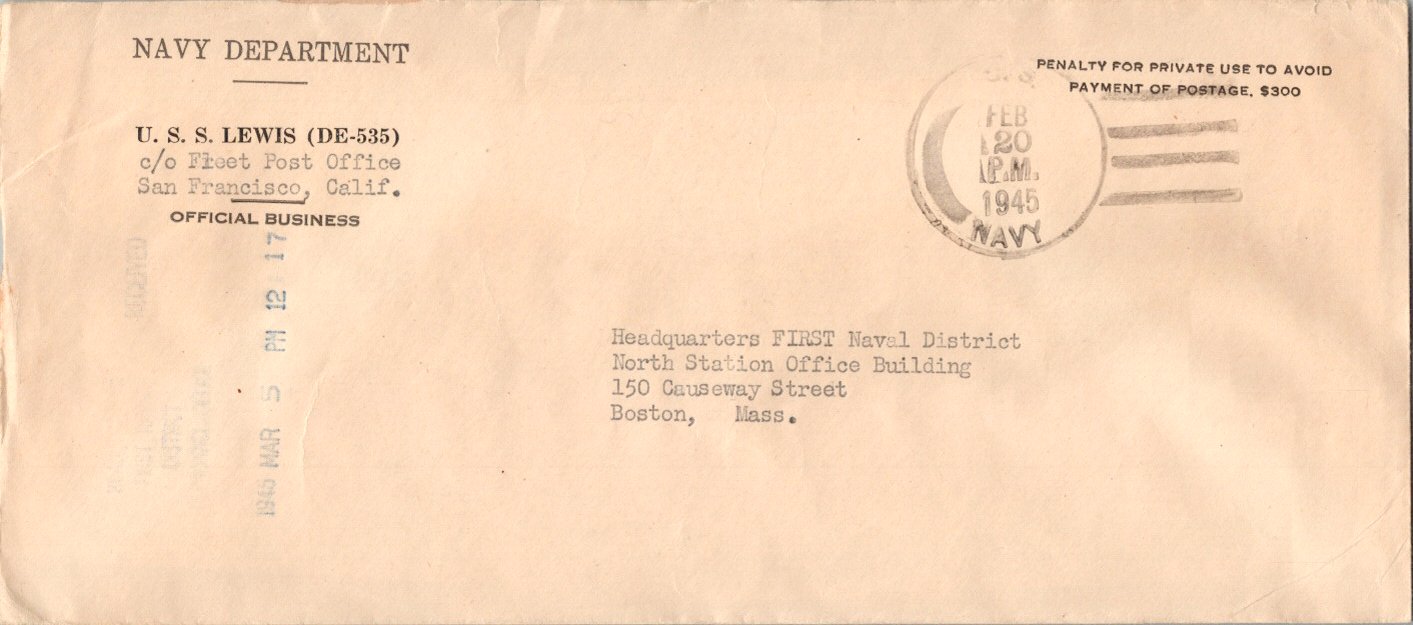 NAVY DEPARTMENT
U. S. S. LEWIS (DE-535)
c/o Fleet Post Office
San Francisco, Calif.
OFFICIAL BUSINESS
PENALTY FOR PRIVATE USE TO AVOID
PAYMENT OF POSTAGE, $300
FEB
20
P.M.
1945
NAVY
1945 MAR 5 PM 12 17
RECEIVED
Headquarters FIRST Naval District
North Station Office Building
150 Causeway Street
Boston, Mass.